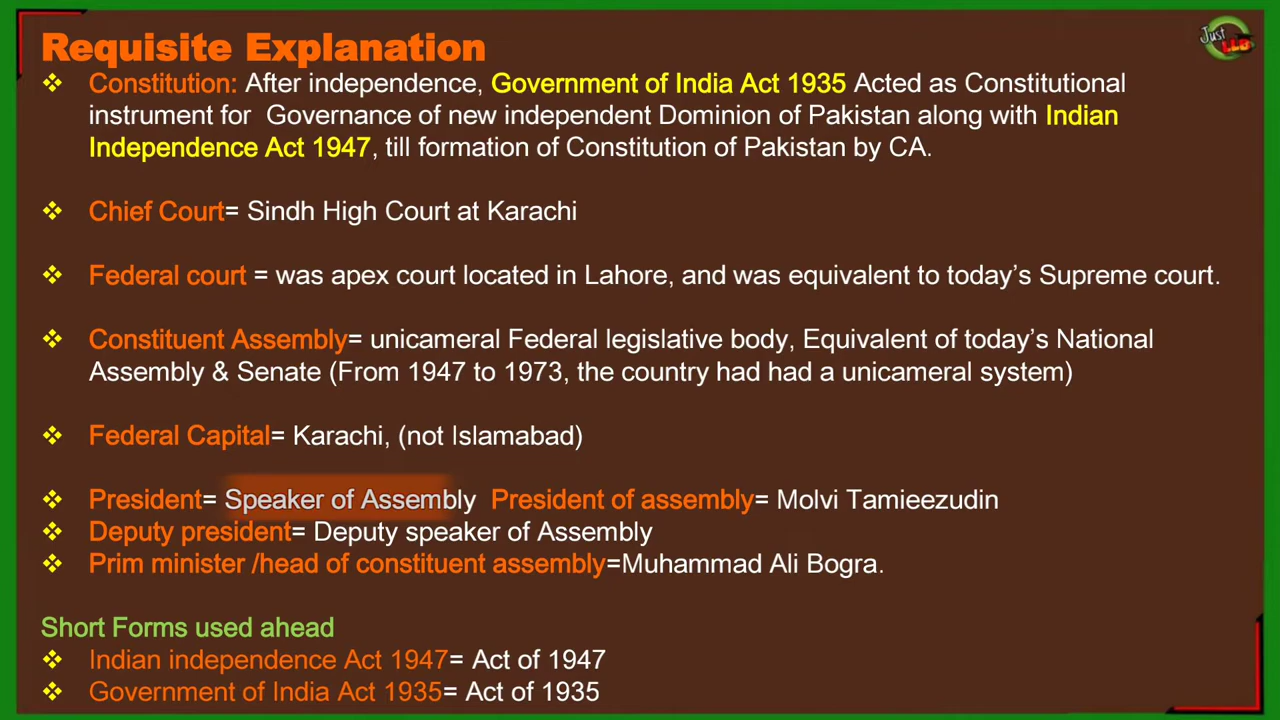 Requisite Explanation
Just
LLB
❖ Constitution: After independence, Government of India Act 1935 Acted as Constitutional
instrument for Governance of new independent Dominion of Pakistan along with Indian
Independence Act 1947, till formation of Constitution of Pakistan by CA.
❖ Chief Court= Sindh High Court at Karachi
❖ Federal court = was apex court located in Lahore, and was equivalent to today's Supreme court.
❖ Constituent Assembly= unicameral Federal legislative body, Equivalent of today's National
Assembly & Senate (From 1947 to 1973, the country had had a unicameral system)
❖ Federal Capital= Karachi, (not Islamabad)
❖ President= Speaker of Assembly President of assembly= Molvi Tamieezudin
❖ Deputy president= Deputy speaker of Assembly
❖ Prim minister /head of constituent assembly=Muhammad Ali Bogra.
Short Forms used ahead
❖ Indian independence Act 1947= Act of 1947
❖ Government of India Act 1935= Act of 1935